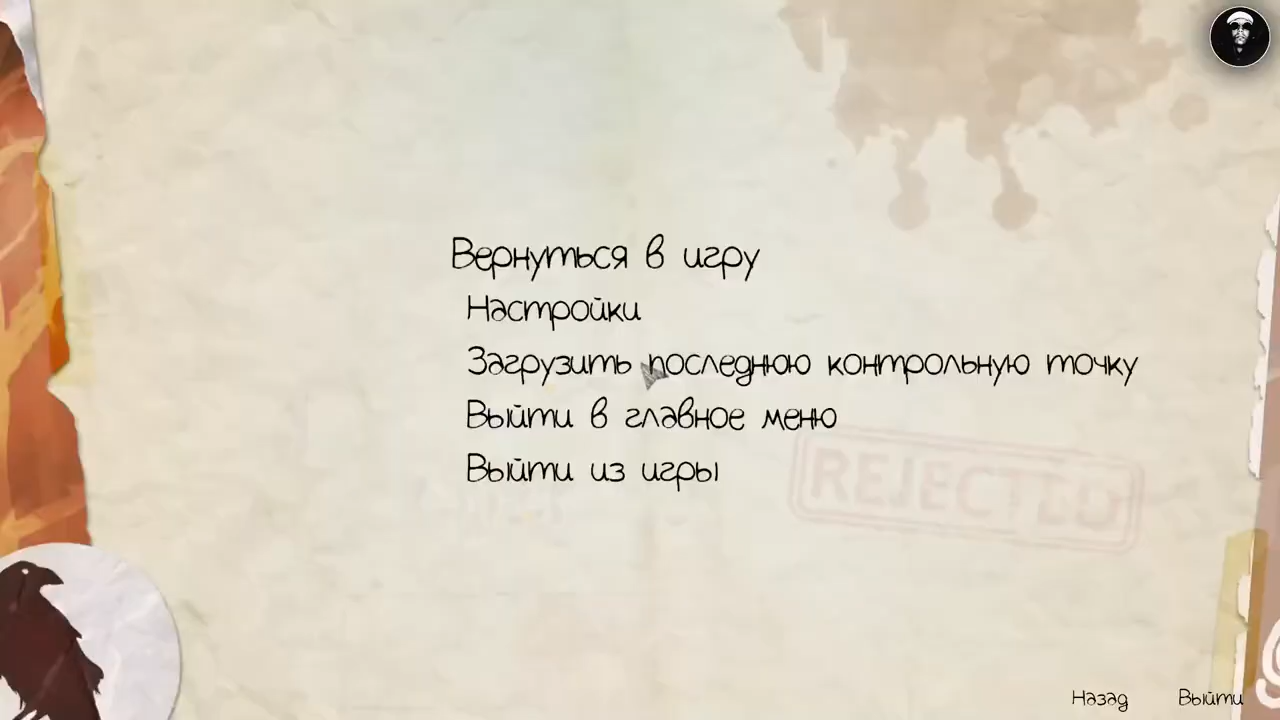 Вернуться в игру
Настройки
Загрузить последнюю контрольную точку
Выйти в главное меню
Выйти из игры
REJECTED
Назад Выйти